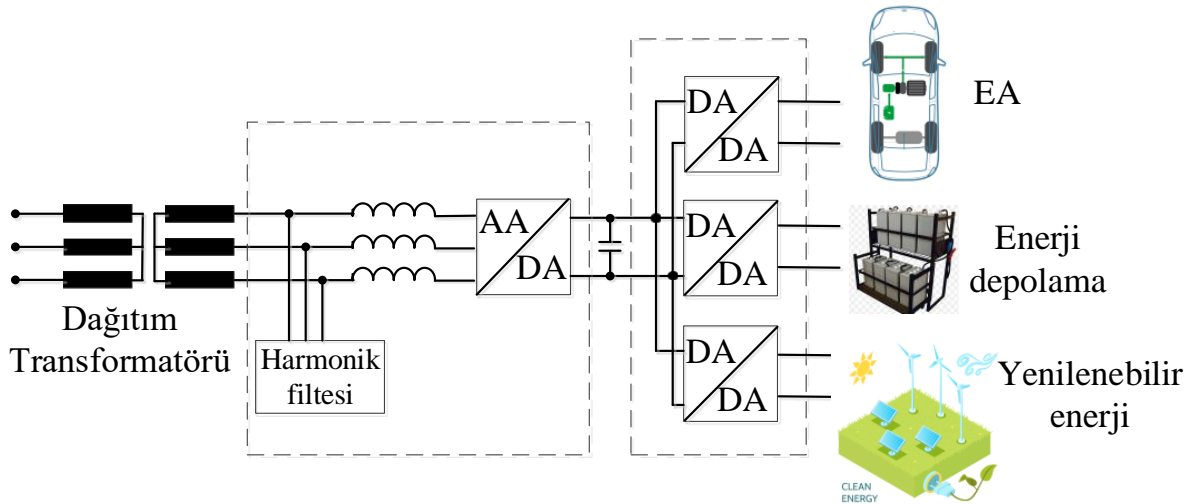 Dağıtım
Transformatörü
Harmonik
filtesi
AA
DA
DA
DA
DA
DA
DA
DA
EA
Enerji
depolama
Yenilenebilir
enerji
CLEAN
ENERGY